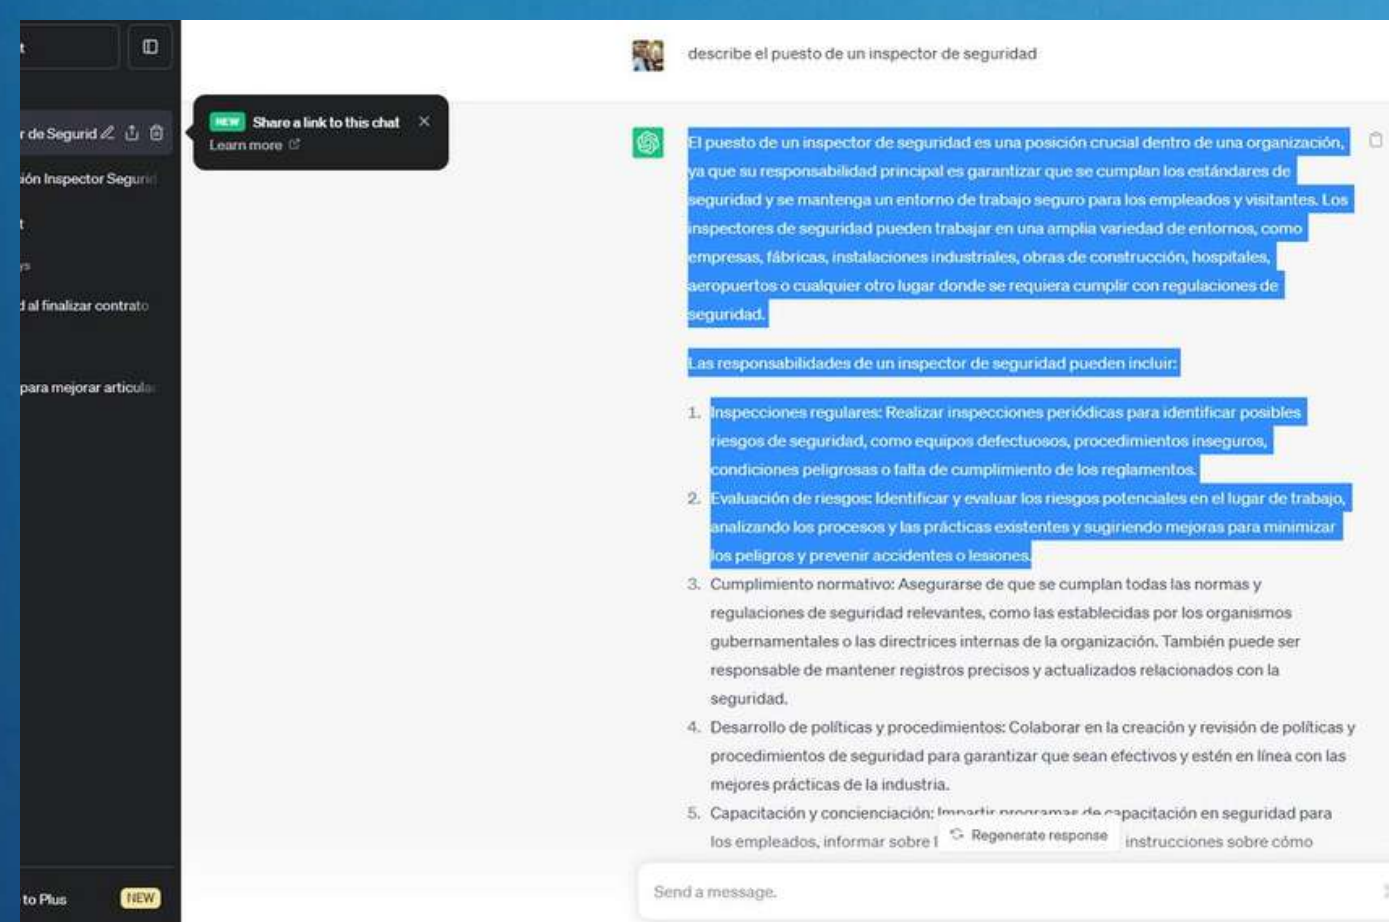 t
r de Segurid
ión Inspector Seguri
t
ys
d al finalizar contrato
para mejorar articula
to Plus
NEW
NEW Share a link to this chat
Learn more
describe el puesto de un inspector de seguridad
El puesto de un inspector de seguridad es una posición crucial dentro de una organización,
ya que su responsabilidad principal es garantizar que se cumplan los estándares de
seguridad y se mantenga un entorno de trabajo seguro para los empleados y visitantes. Los
inspectores de seguridad pueden trabajar en una amplia variedad de entornos, como
empresas, fábricas, instalaciones industriales, obras de construcción, hospitales,
aeropuertos o cualquier otro lugar donde se requiera cumplir con regulaciones de
seguridad.
Las responsabilidades de un inspector de seguridad pueden incluir:
1. Inspecciones regulares: Realizar inspecciones periódicas para identificar posibles
riesgos de seguridad, como equipos defectuosos, procedimientos inseguros,
condiciones peligrosas o falta de cumplimiento de los reglamentos.
2. Evaluación de riesgos: Identificar y evaluar los riesgos potenciales en el lugar de trabajo,
analizando los procesos y las prácticas existentes y sugiriendo mejoras para minimizar
los peligros y prevenir accidentes o lesiones.
3. Cumplimiento normativo: Asegurarse de que se cumplan todas las normas y
regulaciones de seguridad relevantes, como las establecidas por los organismos
gubernamentales o las directrices internas de la organización. También puede ser
responsable de mantener registros precisos y actualizados relacionados con la
seguridad.
4. Desarrollo de políticas y procedimientos: Colaborar en la creación y revisión de políticas y
procedimientos de seguridad para garantizar que sean efectivos y estén en línea con las
mejores prácticas de la industria.
5. Capacitación y concienciación: Impartir programas de capacitación en seguridad para
los empleados, informar sobre l instrucciones sobre cómo
Regenerate response
Send a message.